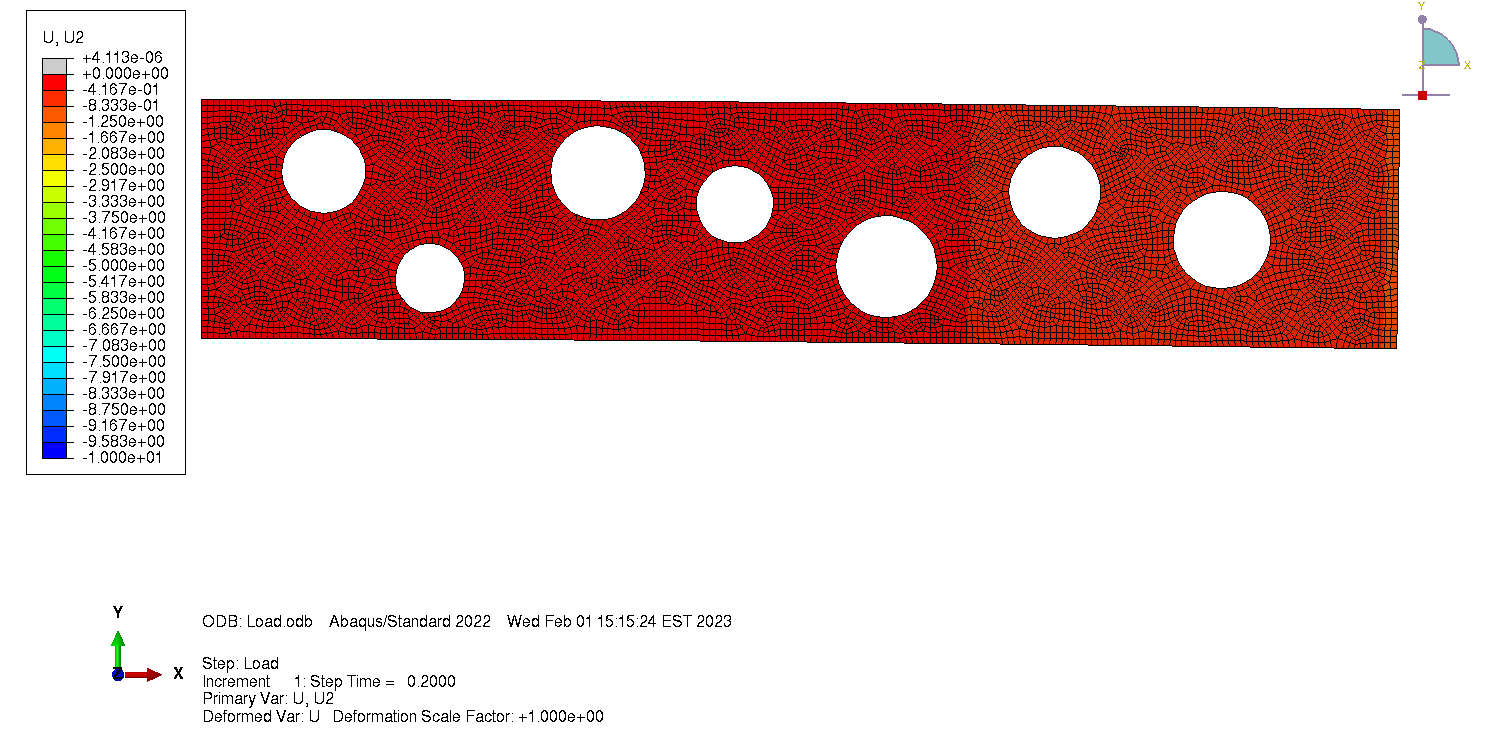 U, U2
+4.113e-06
+0.000e+00
-4.167e-01
-8.333e-01
-1.250e+00
-1.667e+00
-2.083e+00
-2.500e+00
-2.917e+00
-3.333e+00
-3.750e+00
-4.167e+00
-4.583e+00
-5.000e+00
-5.417e+00
-5.833e+00
-6.250e+00
-6.667e+00
-7.083e+00
-7.500e+00
-7.917e+00
-8.333e+00
-8.750e+00
-9.167e+00
-9.583e+00
-1.000e+01
Y
Z X
Y
Z X
ODB: Load.odb Abaqus/Standard 2022 Wed Feb 01 15:15:24 EST 2023
Step: Load
Increment 1: Step Time = 0.2000
Primary Var: U, U2
Deformed Var: U Deformation Scale Factor: +1.000e+00